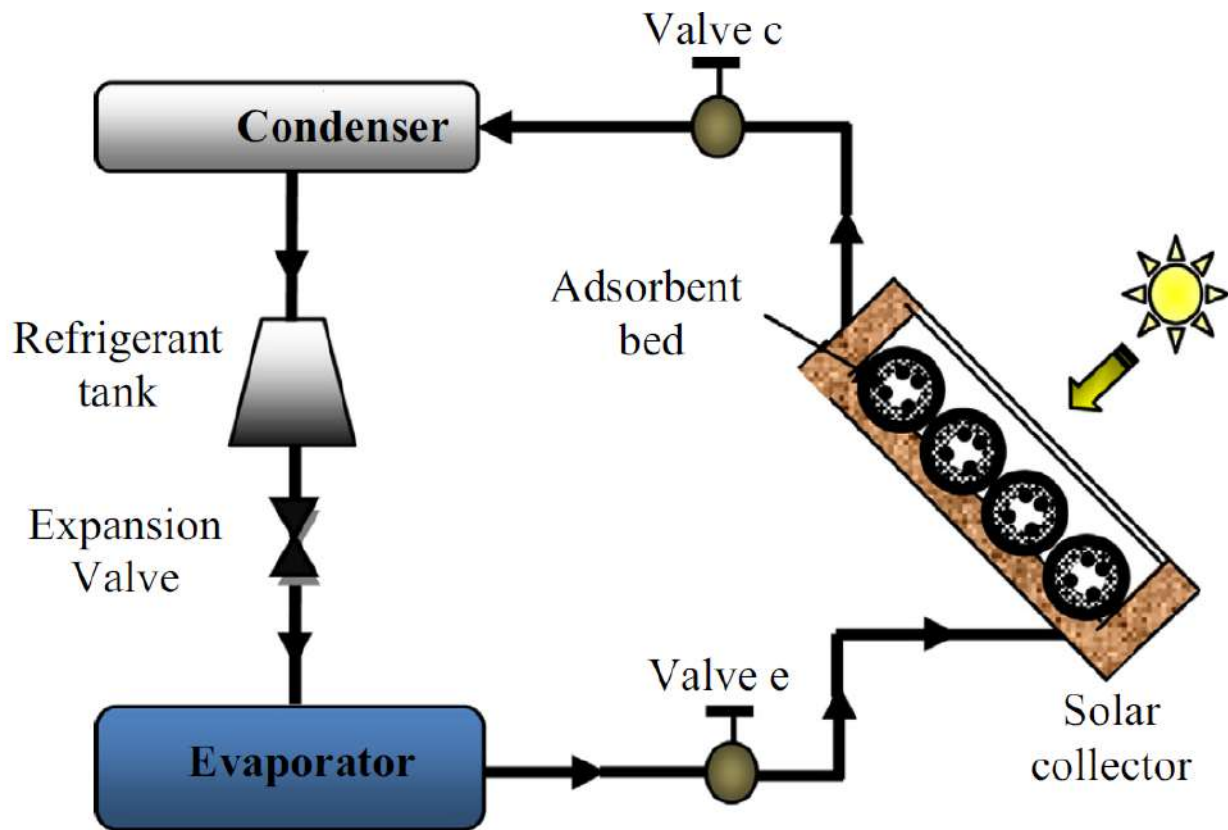 Valve c
Condenser
Adsorbent
bed
Refrigerant
tank
Expansion
Valve
Valve e
Evaporator
Solar
collector